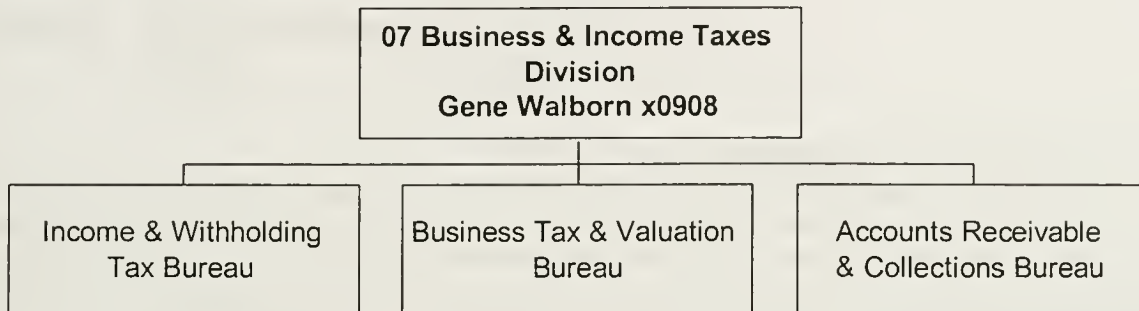 07 Business & Income Taxes
Division
Gene Walborn x0908
Income & Withholding
Tax Bureau
Business Tax & Valuation
Bureau
Accounts Receivable
& Collections Bureau